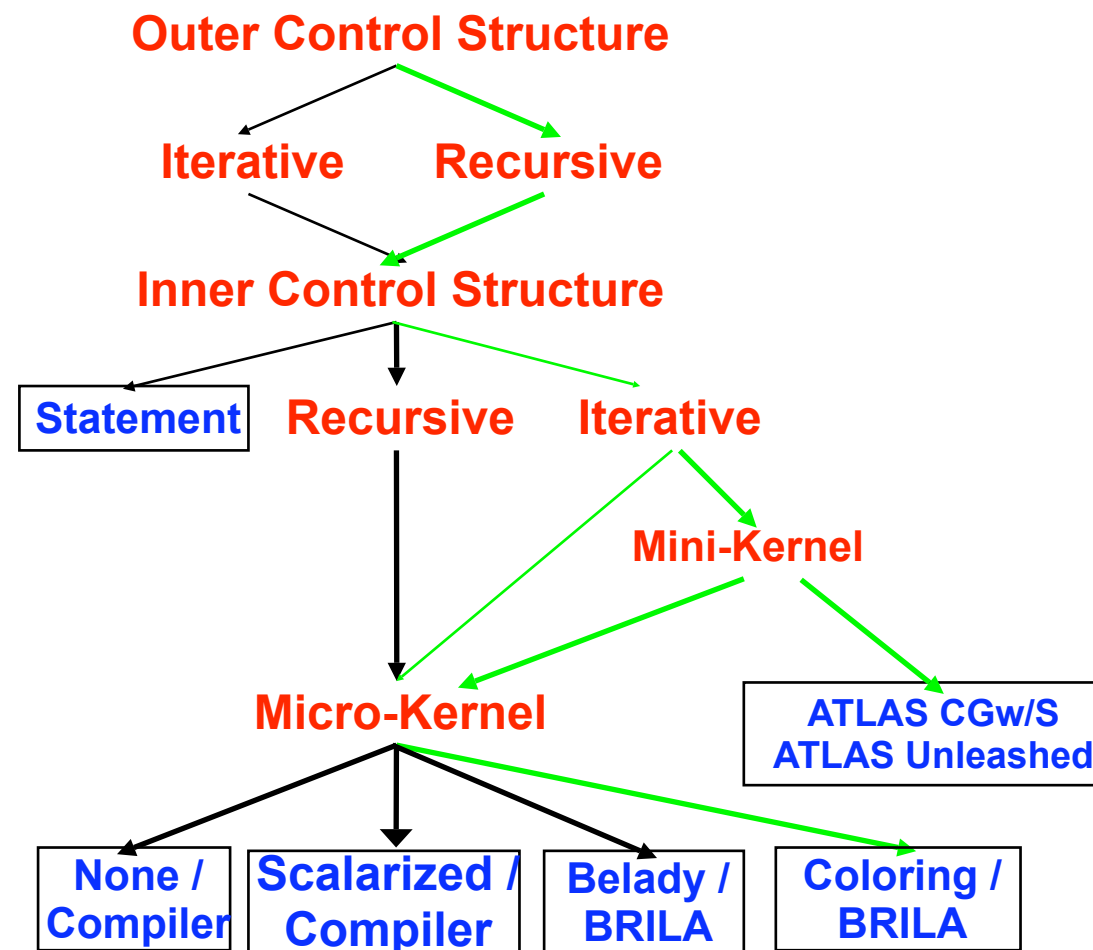 Outer Control Structure
Iterative
Recursive
Inner Control Structure
Statement
Recursive
Iterative
Mini-Kernel
Micro-Kernel
ATLAS CGw/S
ATLAS Unleashed
None /
Compiler
Scalarized /
Compiler
Belady /
BRILA
Coloring /
BRILA